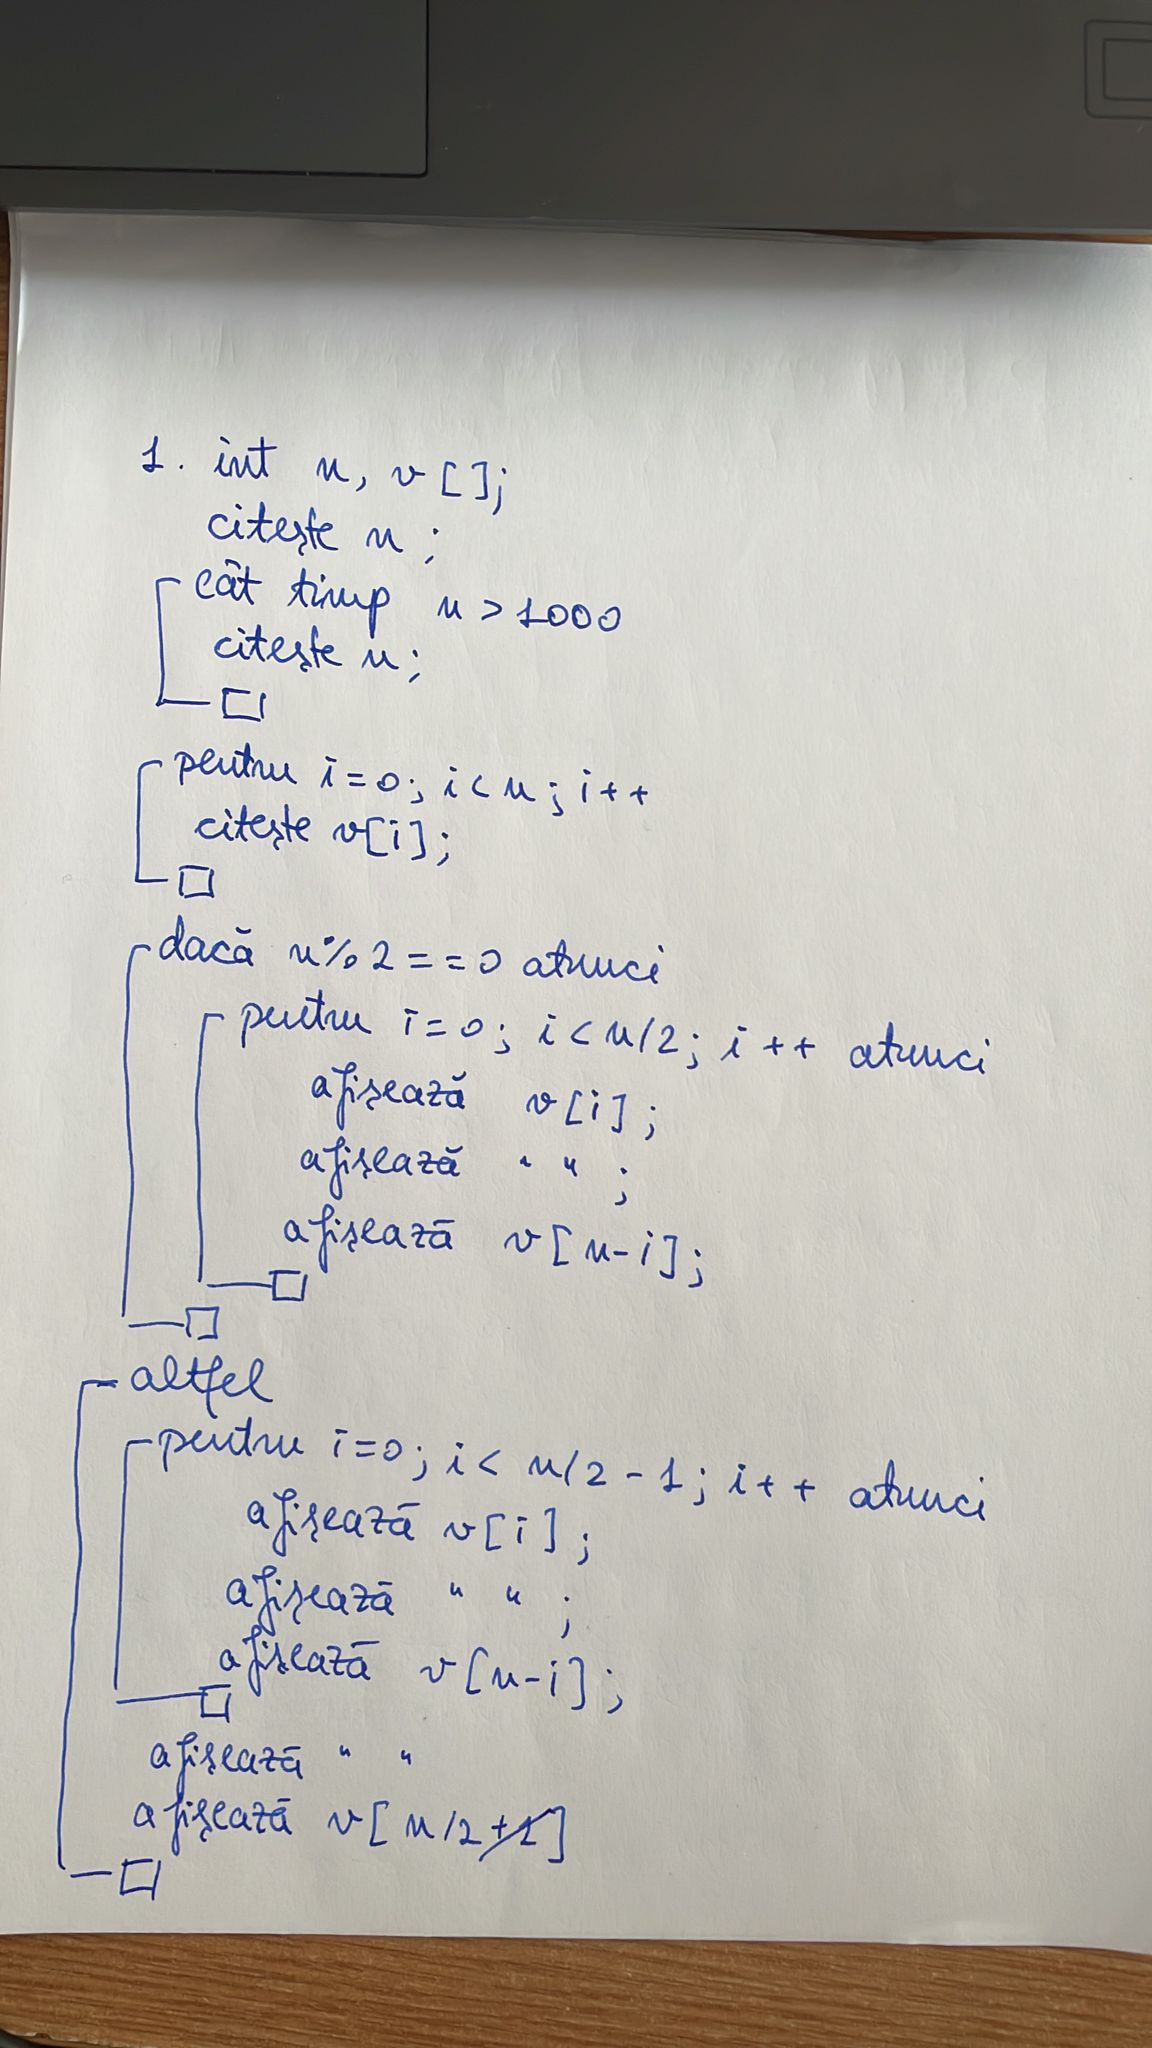 1. int n, v[];
citește n;
cât timp n > 1000
citește n;
pentru i=0; i<n; i++
citește v[i];
dacă n%2==0 atunci
pentru i=0; i<n/2; i++ atunci
afișează v[i];
afișează " ";
afișează v[n-i];
altfel
pentru i=0; i<n/2-1; i++ atunci
afișează v[i];
afișează " ";
afișează v[n-i];
afișează " "
afișează v[n/2]